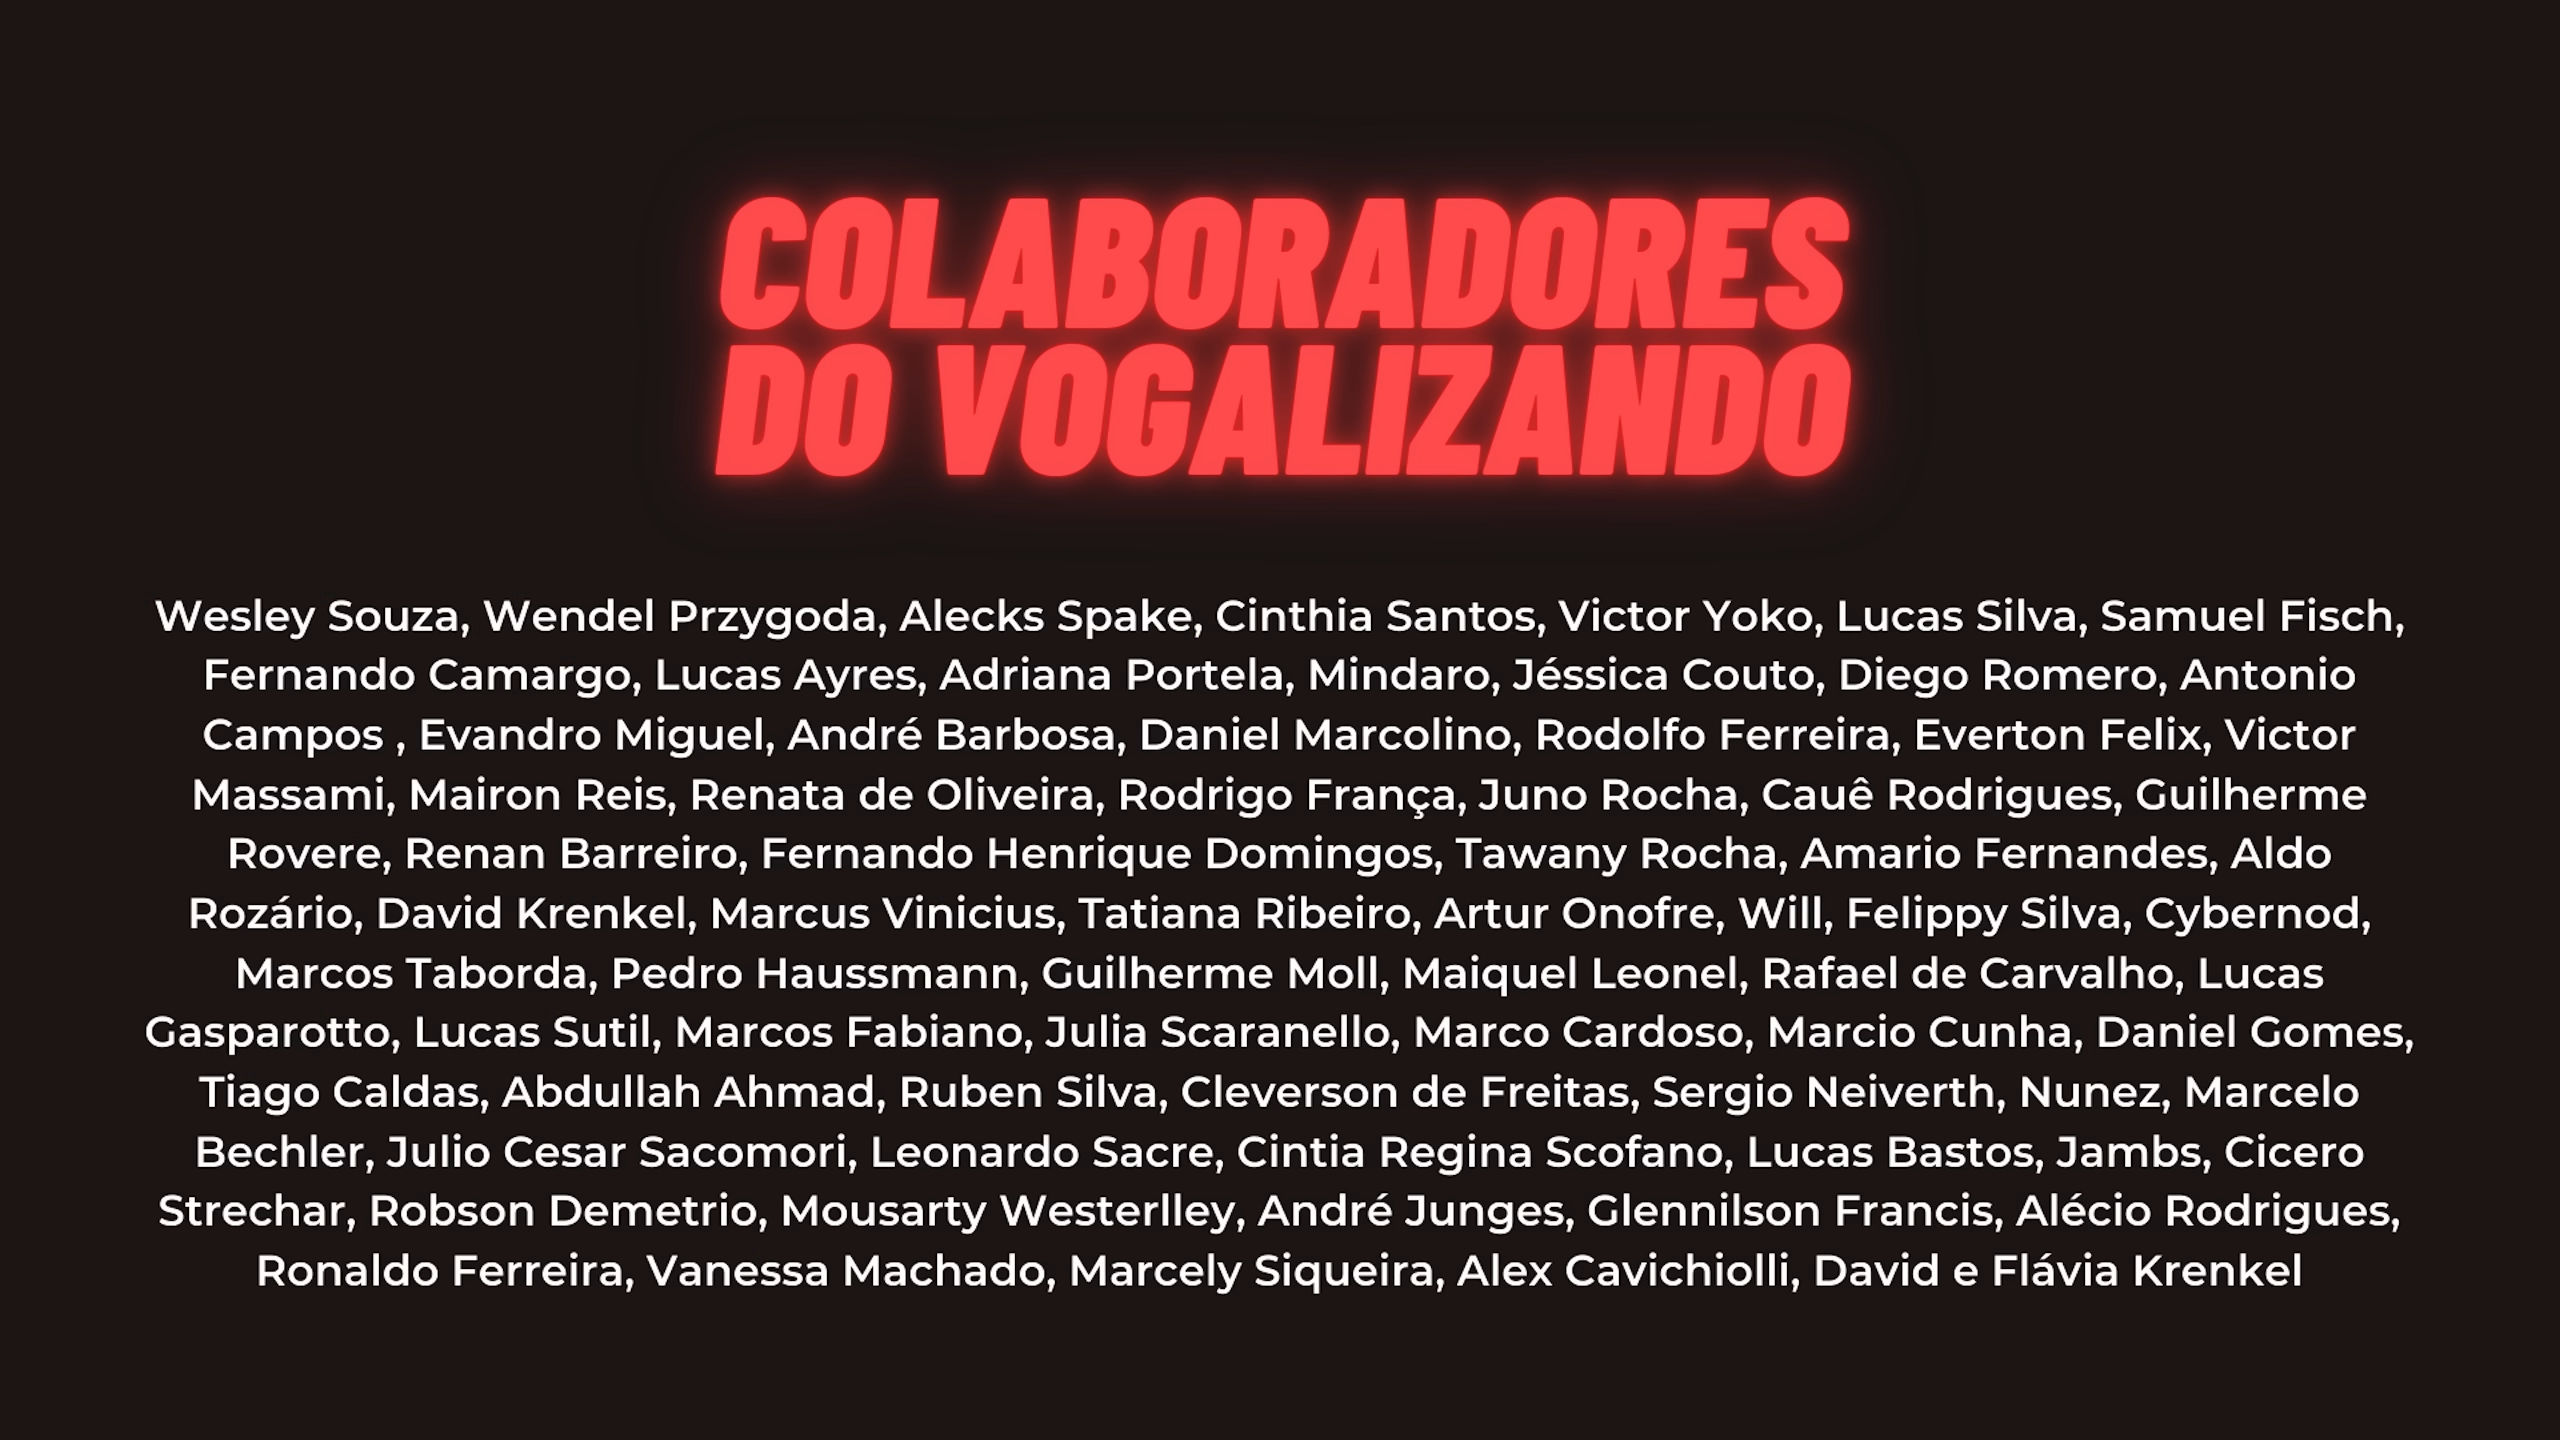 COLABORADORES
DO VOGALIZANDO
Wesley Souza, Wendel Przygoda, Alecks Spake, Cinthia Santos, Victor Yoko, Lucas Silva, Samuel Fisch,
Fernando Camargo, Lucas Ayres, Adriana Portela, Mindaro, Jéssica Couto, Diego Romero, Antonio
Campos , Evandro Miguel, André Barbosa, Daniel Marcolino, Rodolfo Ferreira, Everton Felix, Victor
Massami, Mairon Reis, Renata de Oliveira, Rodrigo França, Juno Rocha, Cauê Rodrigues, Guilherme
Rovere, Renan Barreiro, Fernando Henrique Domingos, Tawany Rocha, Amario Fernandes, Aldo
Rozário, David Krenkel, Marcus Vinicius, Tatiana Ribeiro, Artur Onofre, Will, Felippy Silva, Cybernod,
Marcos Taborda, Pedro Haussmann, Guilherme Moll, Maiquel Leonel, Rafael de Carvalho, Lucas
Gasparotto, Lucas Sutil, Marcos Fabiano, Julia Scaranello, Marco Cardoso, Marcio Cunha, Daniel Gomes,
Tiago Caldas, Abdullah Ahmad, Ruben Silva, Cleverson de Freitas, Sergio Neiverth, Nunez, Marcelo
Bechler, Julio Cesar Sacomori, Leonardo Sacre, Cintia Regina Scofano, Lucas Bastos, Jambs, Cicero
Strechar, Robson Demetrio, Mousarty Westerlley, André Junges, Glennilson Francis, Alécio Rodrigues,
Ronaldo Ferreira, Vanessa Machado, Marcely Siqueira, Alex Cavichiolli, David e Flávia Krenkel